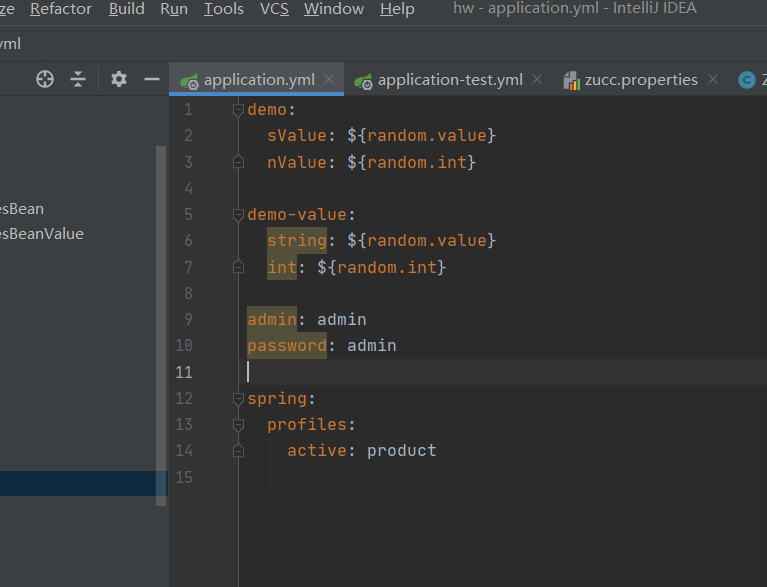 ze Refactor Build Run Tools VCS Window Help hw - application.yml - IntelliJ IDEA
yml
application.yml application-test.yml zucc.properties C Z
1 demo:
2 sValue: ${random.value}
3 nValue: ${random.int}
4
esBean
5 demo-value:
esBeanValue
6 string: ${random.value}
7 int: ${random.int}
8
9 admin: admin
10 password: admin
11
12 spring:
13 profiles:
14 active: product
15